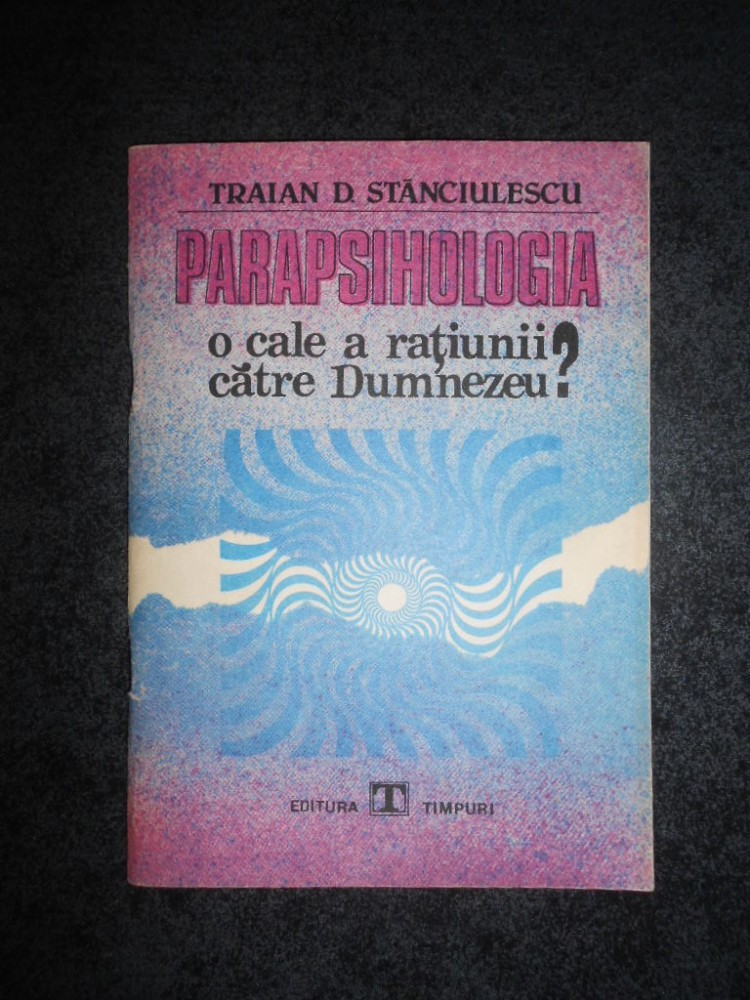 TRAIAN D. STĂNCIULESCU
PARAPSIHOLOGIA
o cale a rațiunii
către Dumnezeu?
EDITURA T TIMPURI